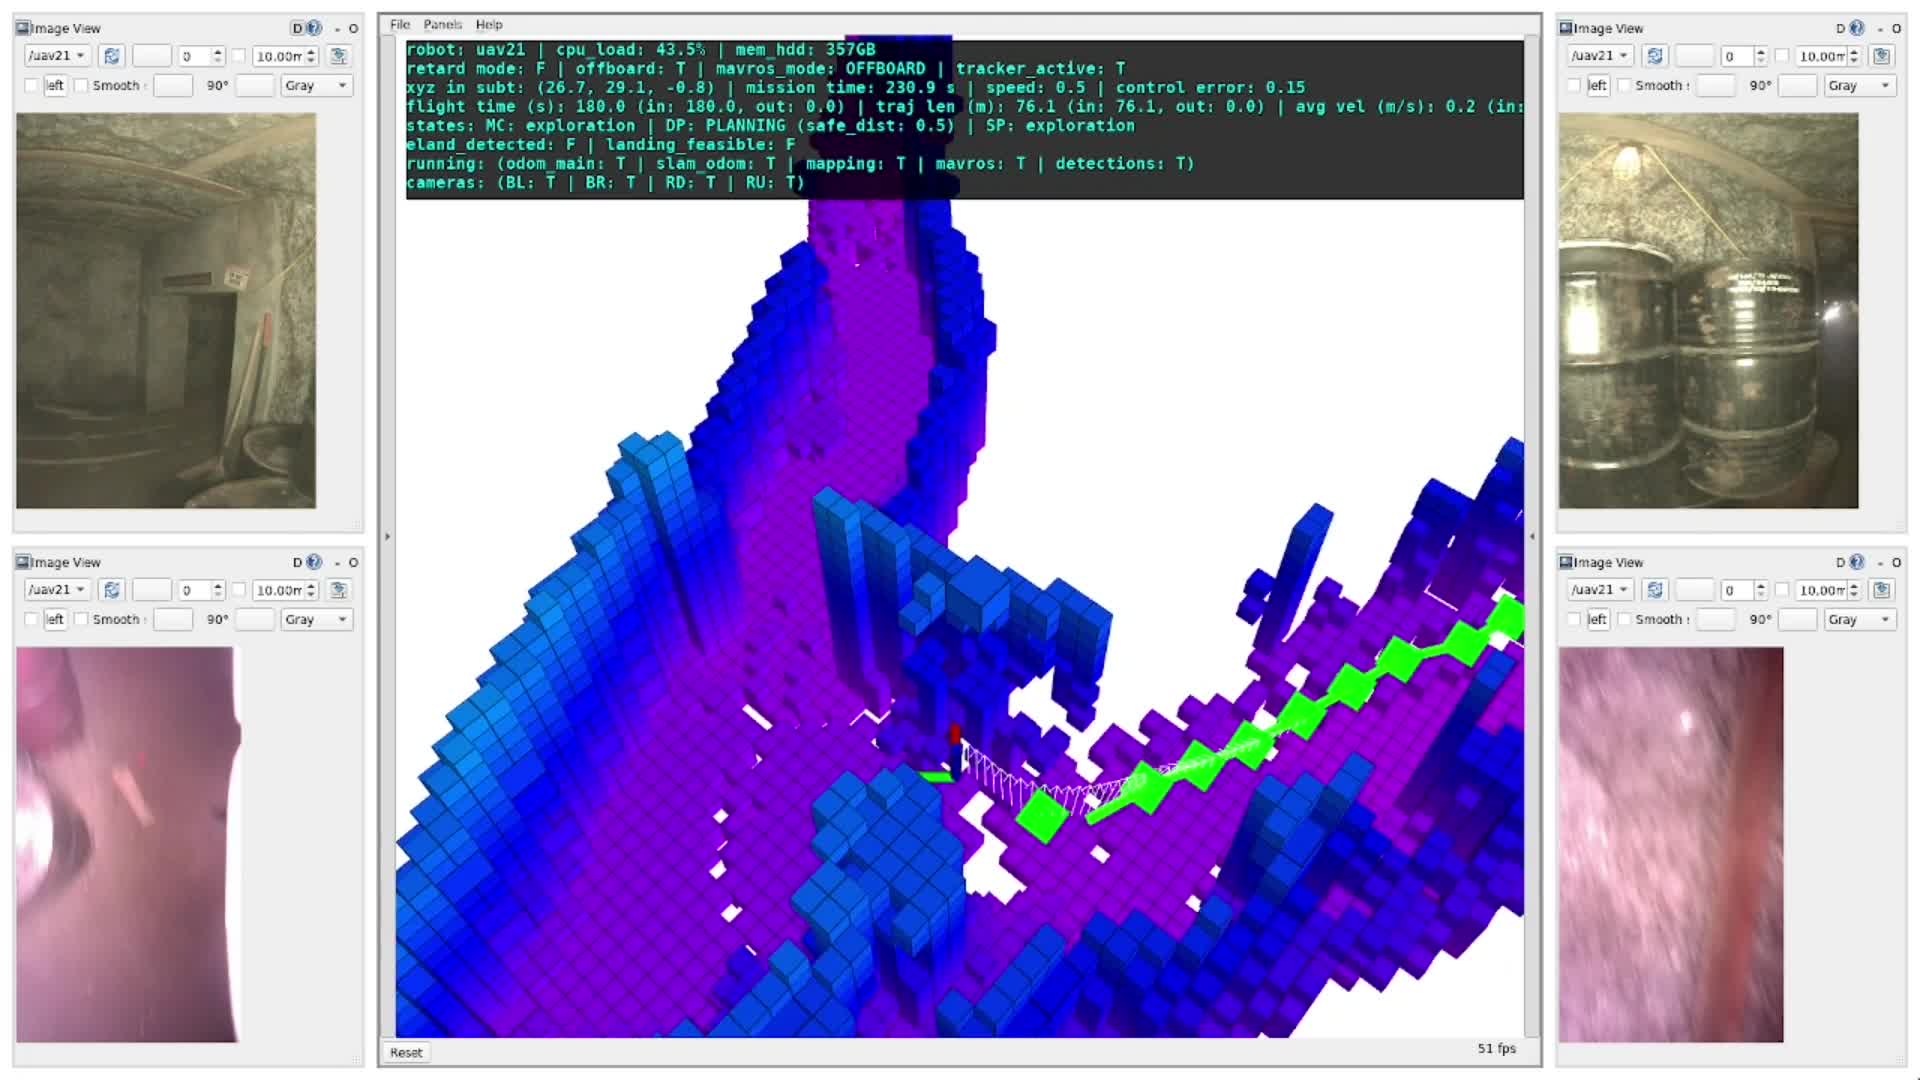 Image View
D
-
O
/uav21
0
10.00m
left
Smooth
90°
Gray
Image View
D
-
O
/uav21
0
10.00m
left
Smooth
90°
Gray
File Panels Help
robot: uav21 | cpu_load: 43.5% | mem_hdd: 357GB
retard mode: F | offboard: T | mavros_mode: OFFBOARD | tracker_active: T
xyz in subt: (26.7, 29.1, -0.8) | mission time: 230.9 s | speed: 0.5 | control error: 0.15
flight time (s): 180.0 (in: 180.0, out: 0.0) | traj len (m): 76.1 (in: 76.1, out: 0.0) | avg vel (m/s): 0.2 (in:
states: MC: exploration | DP: PLANNING (safe_dist: 0.5) | SP: exploration
eland_detected: F | landing_feasible: F
running: (odom_main: T | slam_odom: T | mapping: T | mavros: T | detections: T)
cameras: (BL: T | BR: T | RD: T | RU: T)
Reset
51 fps
Image View
D
-
O
/uav21
0
10.00m
left
Smooth
90°
Gray
Image View
D
-
O
/uav21
0
10.00m
left
Smooth
90°
Gray